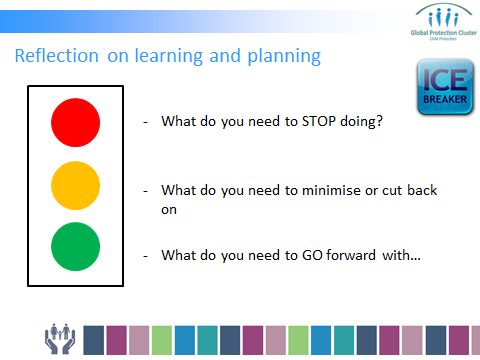 Global Protection Cluster
Child Protection
Reflection on learning and planning
ICE
BREAKER
- What do you need to STOP doing?
- What do you need to minimise or cut back
on
- What do you need to GO forward with…